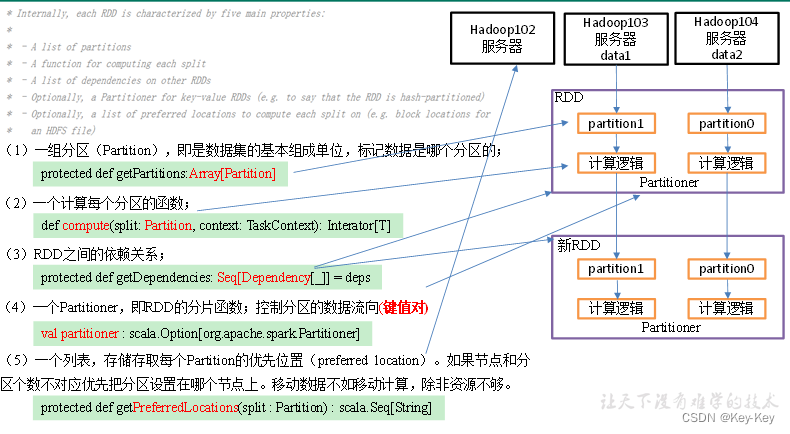 * Internally, each RDD is characterized by five main properties:
*
* - A list of partitions
* - A function for computing each split
* - A list of dependencies on other RDDs
* - Optionally, a Partitioner for key-value RDDs (e.g. to say that the RDD is hash-partitioned)
* - Optionally, a list of preferred locations to compute each split on (e.g. block locations for
* an HDFS file)
（1）一组分区（Partition），即是数据集的基本组成单位，标记数据是哪个分区的；
protected def getPartitions:Array[Partition]
（2）一个计算每个分区的函数；
def compute(split: Partition, context: TaskContext): Interator[T]
（3）RDD之间的依赖关系；
protected def getDependencies: Seq[Dependency[_]] = deps
（4）一个Partitioner，即RDD的分片函数；控制分区的数据流向(键值对)
val partitioner : scala.Option[org.apache.spark.Partitioner]
（5）一个列表，存储存取每个Partition的优先位置（preferred location）。如果节点和分
区个数不对应优先把分区设置在哪个节点上。移动数据不如移动计算，除非资源不够。
protected def getPreferredLocations(split : Partition) : scala.Seq[String]
Hadoop102
服务器
Hadoop103
服务器
data1
Hadoop104
服务器
data2
RDD
partition1
partition0
计算逻辑
计算逻辑
Partitioner
新RDD
partition1
partition0
计算逻辑
计算逻辑
Partitioner
让天下没有难学的技术
CSDN @Key-Key